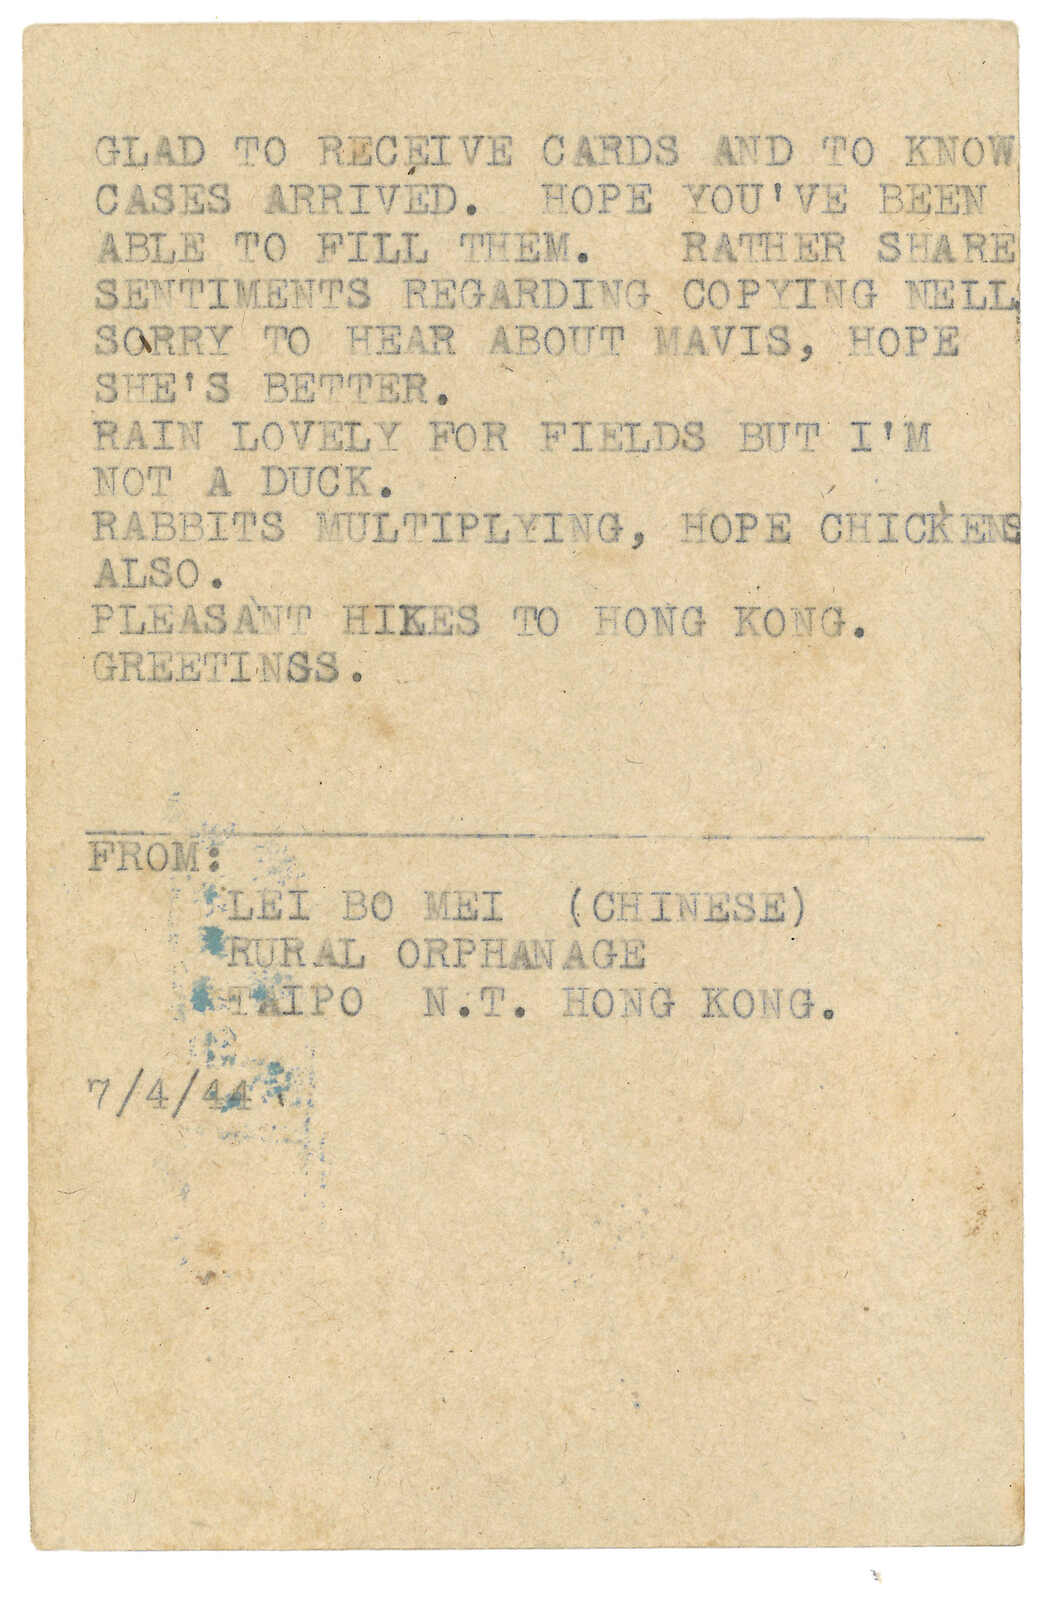 GLAD TO RECEIVE CARDS AND TO KNOW
CASES ARRIVED. HOPE YOU'VE BEEN
ABLE TO FILL THEM. RATHER SHARE
SENTIMENTS REGARDING COPYING NELL.
SORRY TO HEAR ABOUT MAVIS, HOPE
SHE'S BETTER.
RAIN LOVELY FOR FIELDS BUT I'M
NOT A DUCK.
RABBITS MULTIPLYING, HOPE CHICKENS
ALSO.
PLEASANT HIKES TO HONG KONG.
GREETINSS.
FROM:
LEI BO MEI (CHINESE)
RURAL ORPHANAGE
TAIPO N.T. HONG KONG.
7/4/44